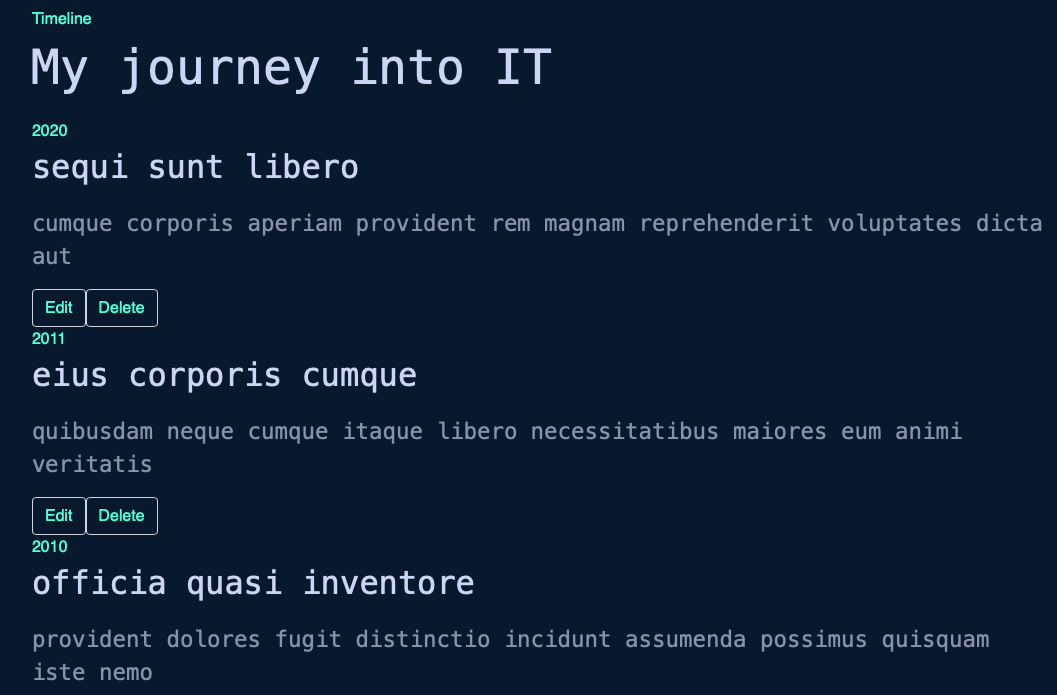 Timeline
My journey into IT
2020
sequi sunt libero
cumque corporis aperiam provident rem magnam reprehenderit voluptates dicta
aut
Edit Delete
2011
eius corporis cumque
quibusdam neque cumque itaque libero necessitatibus maiores eum animi
veritatis
Edit Delete
2010
officia quasi inventore
provident dolores fugit distinctio incidunt assumenda possimus quisquam
iste nemo